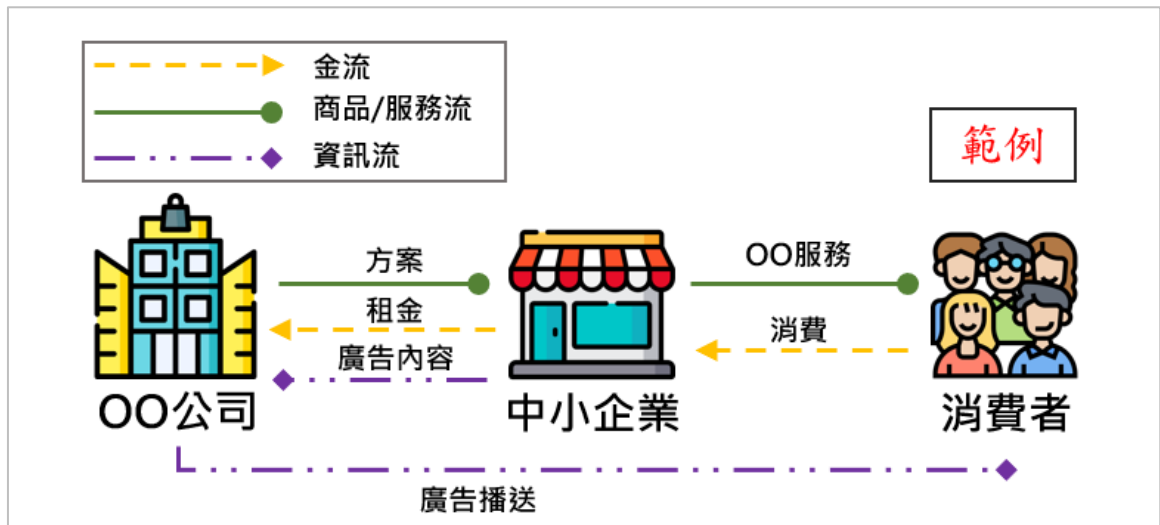 金流
商品/服務流
資訊流
範例
方案
租金
廣告內容
OO服務
消費
OO公司
中小企業
消費者
廣告播送